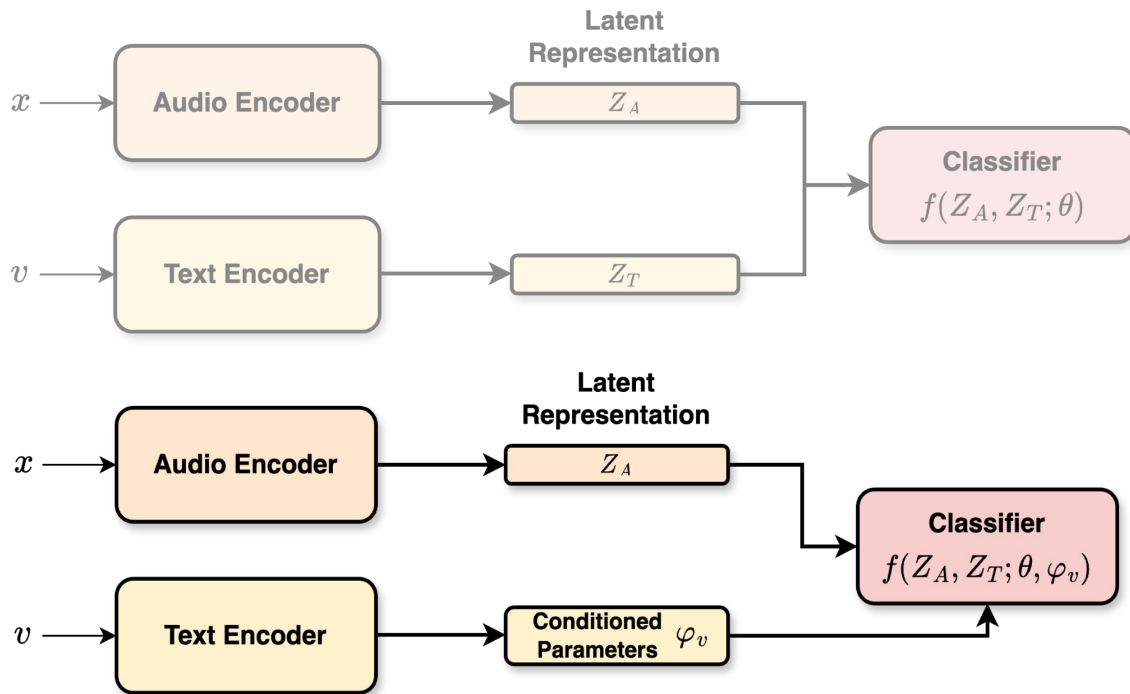 Latent
Representation
x
Audio Encoder
Z_A
Classifier
f(Z_A, Z_T; θ)
v
Text Encoder
Z_T
Latent
Representation
x
Audio Encoder
Z_A
Classifier
f(Z_A, Z_T; θ, φ_v)
v
Text Encoder
Conditioned
Parameters φ_v